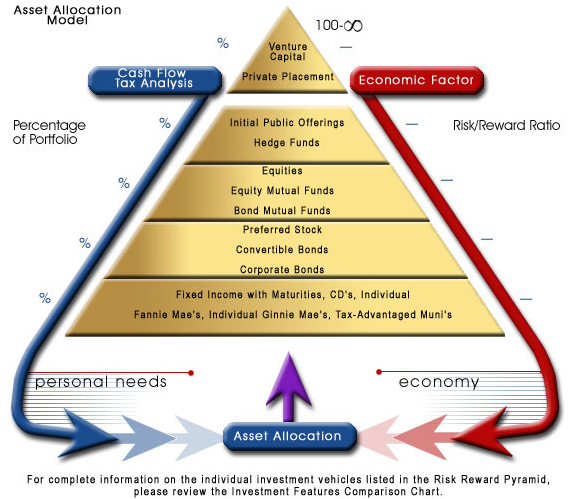 Asset Allocation
Model
100-∞
%
—
Venture
Capital
Private Placement
Cash Flow
Tax Analysis
Economic Factor
Percentage
of Portfolio
Risk/Reward Ratio
%
—
Initial Public Offerings
Hedge Funds
Equities
%
—
Equity Mutual Funds
Bond Mutual Funds
Preferred Stock
%
—
Convertible Bonds
Corporate Bonds
%
—
Fixed Income with Maturities, CD's, Individual
Fannie Mae's, Individual Ginnie Mae's, Tax-Advantaged Muni's
personal needs
economy
Asset Allocation
For complete information on the individual investment vehicles listed in the Risk Reward Pyramid,
please review the Investment Features Comparison Chart.